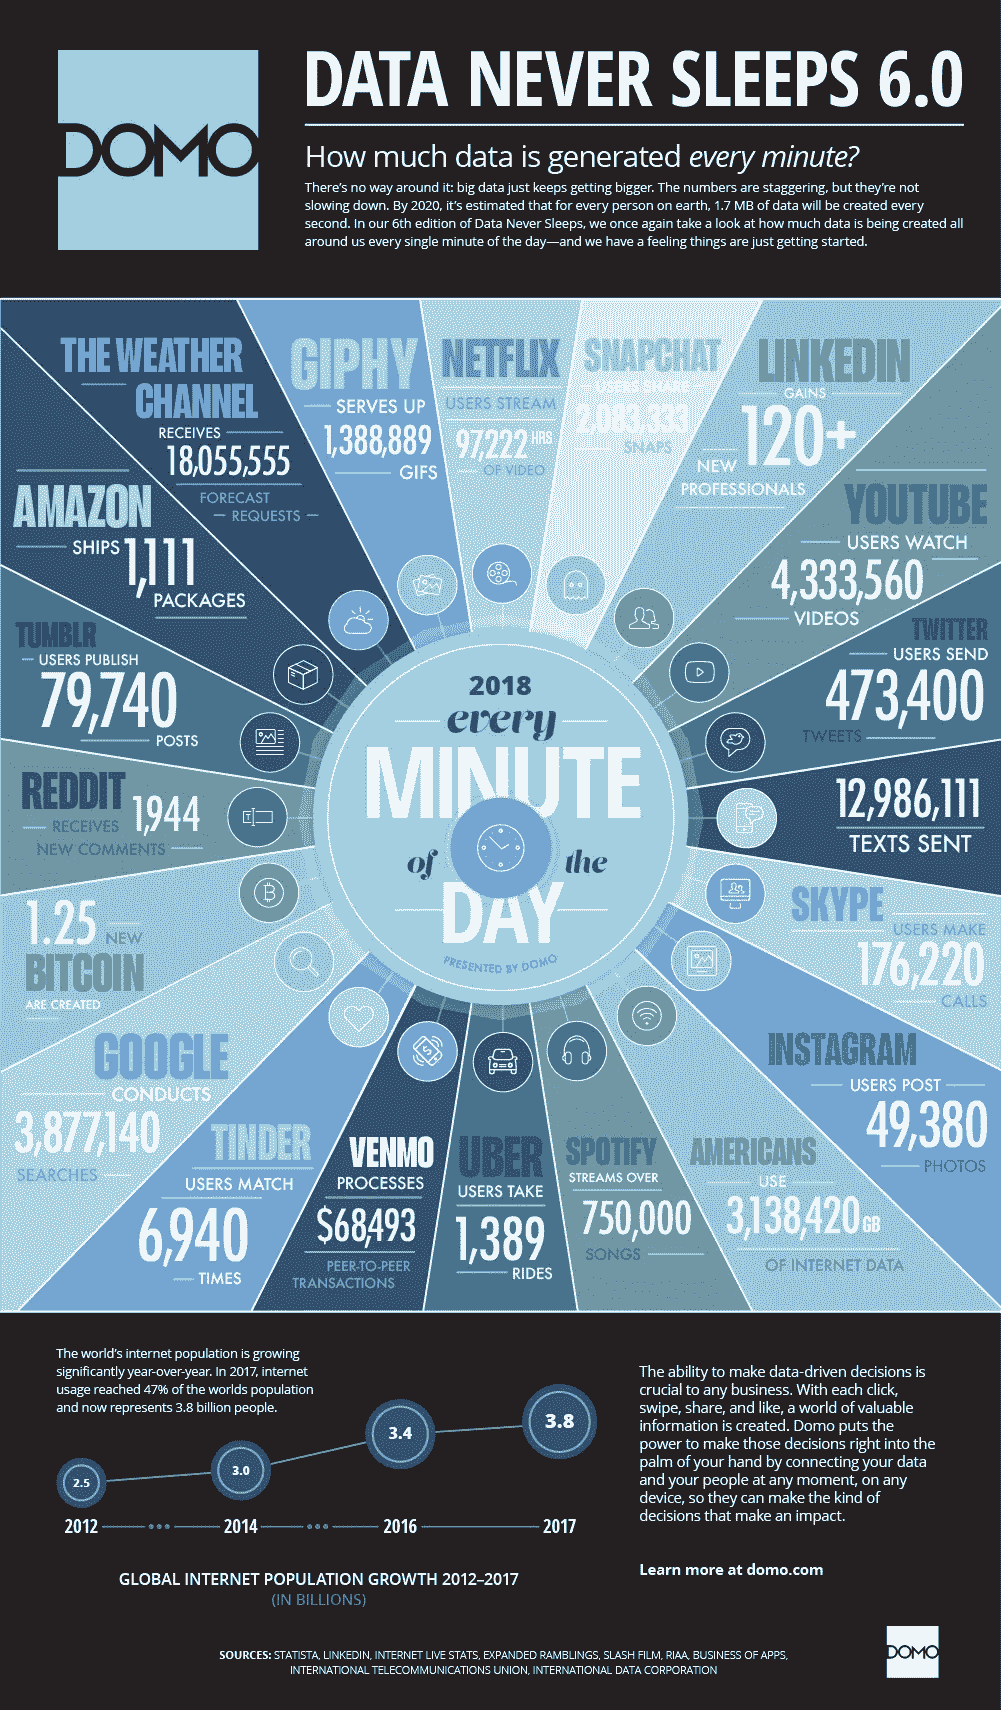 DOMO
DATA NEVER SLEEPS 6.0
How much data is generated every minute?
There's no way around it: big data just keeps getting bigger. The numbers are staggering, but they're not
slowing down. By 2020, it's estimated that for every person on earth, 1.7 MB of data will be created every
second. In our 6th edition of Data Never Sleeps, we once again take a look at how much data is being created all
around us every single minute of the day—and we have a feeling things are just getting started.
THE WEATHER
CHANNEL
RECEIVES
18,055,555
FORECAST
REQUESTS
GIPHY
SERVES UP
1,388,889
GIFS
NETFLIX
USERS STREAM
97,222 HRS
OF VIDEO
SNAPCHAT
USERS SHARE
2,083,333
SNAPS
LINKEDIN
GAINS
120+
NEW
PROFESSIONALS
AMAZON
SHIPS 1,111
PACKAGES
YOUTUBE
USERS WATCH
4,333,560
VIDEOS
TUMBLR
USERS PUBLISH
79,740
POSTS
TWITTER
USERS SEND
473,400
TWEETS
REDDIT
RECEIVES 1,944
NEW COMMENTS
12,986,111
TEXTS SENT
2018
every
MINUTE
of the
DAY
PRESENTED BY DOMO
1.25 NEW
BITCOIN
ARE CREATED
SKYPE
USERS MAKE
176,220
CALLS
GOOGLE
CONDUCTS
3,877,140
SEARCHES
INSTAGRAM
USERS POST
49,380
PHOTOS
TINDER
USERS MATCH
6,940
TIMES
VENMO
PROCESSES
$68,493
PEER-TO-PEER
TRANSACTIONS
UBER
USERS TAKE
1,389
RIDES
SPOTIFY
STREAMS OVER
750,000
SONGS
AMERICANS
USE
3,138,420 GB
OF INTERNET DATA
The world's internet population is growing
significantly year-over-year. In 2017, internet
usage reached 47% of the worlds population
and now represents 3.8 billion people.
2.5
3.0
3.4
3.8
2012
2014
2016
2017
GLOBAL INTERNET POPULATION GROWTH 2012–2017
(IN BILLIONS)
The ability to make data-driven decisions is
crucial to any business. With each click,
swipe, share, and like, a world of valuable
information is created. Domo puts the
power to make those decisions right into the
palm of your hand by connecting your data
and your people at any moment, on any
device, so they can make the kind of
decisions that make an impact.
Learn more at domo.com
SOURCES: STATISTA, LINKEDIN, INTERNET LIVE STATS, EXPANDED RAMBLINGS, SLASH FILM, RIAA, BUSINESS OF APPS,
INTERNATIONAL TELECOMMUNICATIONS UNION, INTERNATIONAL DATA CORPORATION
DOMO